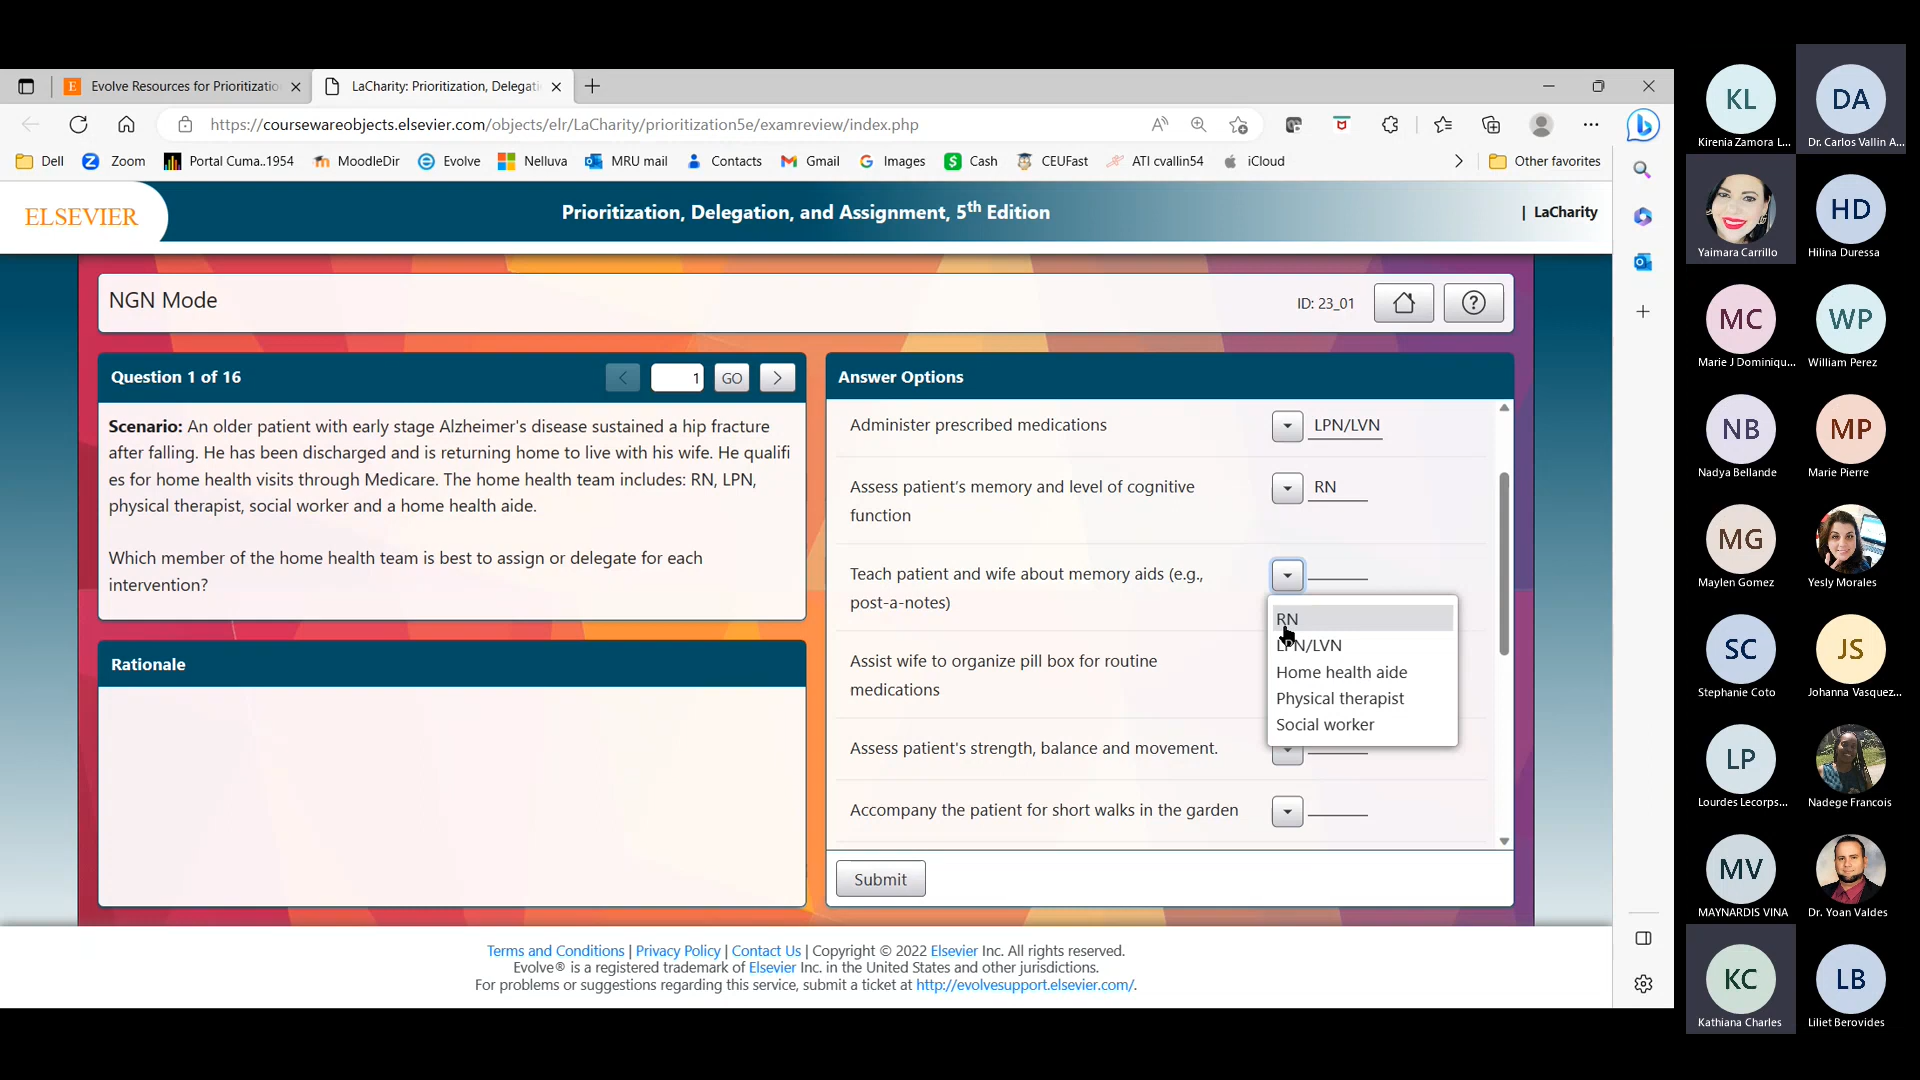 Evolve Resources for Prioritizatio
LaCharity: Prioritization, Delegati
https://coursewareobjects.elsevier.com/objects/elr/LaCharity/prioritization5e/examreview/index.php
Dell
Zoom
Portal Cuma..1954
MoodleDir
Evolve
Nelluva
MRU mail
Contacts
Gmail
Images
Cash
CEUFast
ATI cvallin54
iCloud
Other favorites
ELSEVIER
Prioritization, Delegation, and Assignment, 5th Edition
| LaCharity
NGN Mode
ID: 23_01
Question 1 of 16
1
GO
Scenario: An older patient with early stage Alzheimer's disease sustained a hip fracture
after falling. He has been discharged and is returning home to live with his wife. He qualifi
es for home health visits through Medicare. The home health team includes: RN, LPN,
physical therapist, social worker and a home health aide.
Which member of the home health team is best to assign or delegate for each
intervention?
Rationale
Answer Options
Administer prescribed medications
LPN/LVN
Assess patient's memory and level of cognitive
function
RN
Teach patient and wife about memory aids (e.g.,
post-a-notes)
RN
LPN/LVN
Home health aide
Physical therapist
Social worker
Assist wife to organize pill box for routine
medications
Assess patient's strength, balance and movement.
Accompany the patient for short walks in the garden
Submit
Terms and Conditions | Privacy Policy | Contact Us | Copyright © 2022 Elsevier Inc. All rights reserved.
Evolve® is a registered trademark of Elsevier Inc. in the United States and other jurisdictions.
For problems or suggestions regarding this service, submit a ticket at http://evolvesupport.elsevier.com/.
KL
Kirenia Zamora L...
DA
Dr. Carlos Vallin A...
Yaimara Carrillo
HD
Hilina Duressa
MC
Marie J Dominiqu...
WP
William Perez
NB
Nadya Bellande
MP
Marie Pierre
MG
Maylen Gomez
Yesly Morales
SC
Stephanie Coto
JS
Johanna Vasquez...
LP
Lourdes Lecorps...
Nadege Francois
MV
MAYNARDIS VINA
Dr. Yoan Valdes
KC
Kathiana Charles
LB
Liliet Berovides